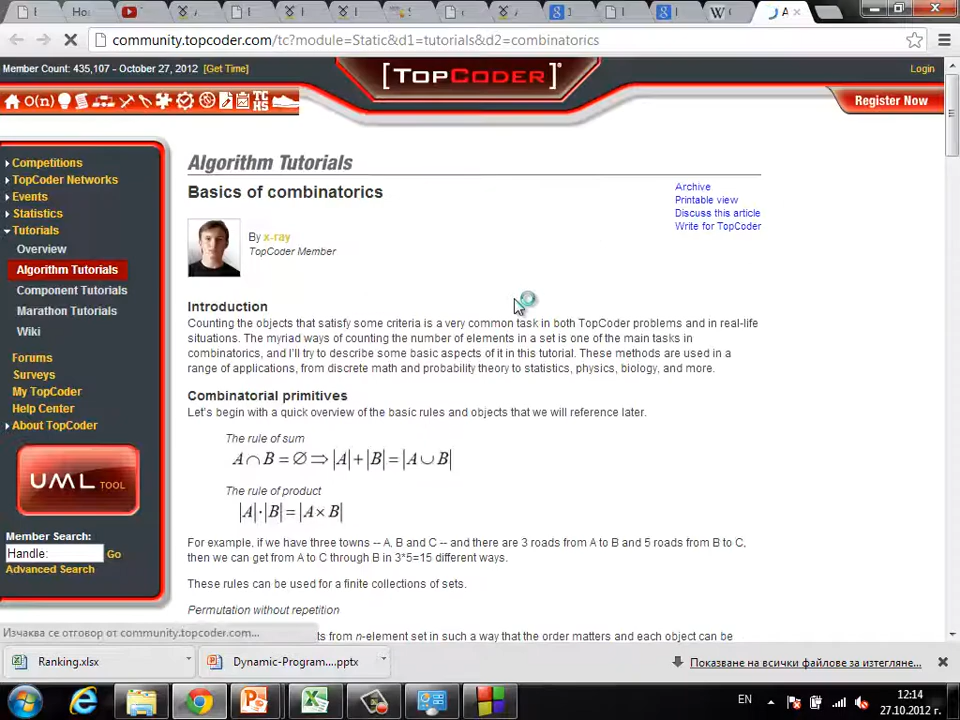 community.topcoder.com/tc?module=Static&d1=tutorials&d2=combinatorics
Member Count: 435,107 - October 27, 2012 [Get Time]
[TOPCODER]
Login
O(n)
TC
HS
Register Now
Competitions
TopCoder Networks
Events
Statistics
Tutorials
Overview
Algorithm Tutorials
Component Tutorials
Marathon Tutorials
Wiki
Forums
Surveys
My TopCoder
Help Center
About TopCoder
UML TOOL
Member Search:
Handle: Go
Advanced Search
Algorithm Tutorials
Basics of combinatorics
Archive
Printable view
Discuss this article
Write for TopCoder
By x-ray
TopCoder Member
Introduction
Counting the objects that satisfy some criteria is a very common task in both TopCoder problems and in real-life
situations. The myriad ways of counting the number of elements in a set is one of the main tasks in
combinatorics, and I'll try to describe some basic aspects of it in this tutorial. These methods are used in a
range of applications, from discrete math and probability theory to statistics, physics, biology, and more.
Combinatorial primitives
Let's begin with a quick overview of the basic rules and objects that we will reference later.
The rule of sum
A ∩ B = ∅ ⇒ |A| + |B| = |A ∪ B|
The rule of product
|A| · |B| = |A × B|
For example, if we have three towns -- A, B and C -- and there are 3 roads from A to B and 5 roads from B to C,
then we can get from A to C through B in 3*5=15 different ways.
These rules can be used for a finite collections of sets.
Permutation without repetition
ts from n-element set in such a way that the order matters and each object can be
Изчаква се отговор от community.topcoder.com...
Ranking.xlsx
Dynamic-Program....pptx
Показване на всички файлове за изтегляне...
EN
12:14
27.10.2012 г.